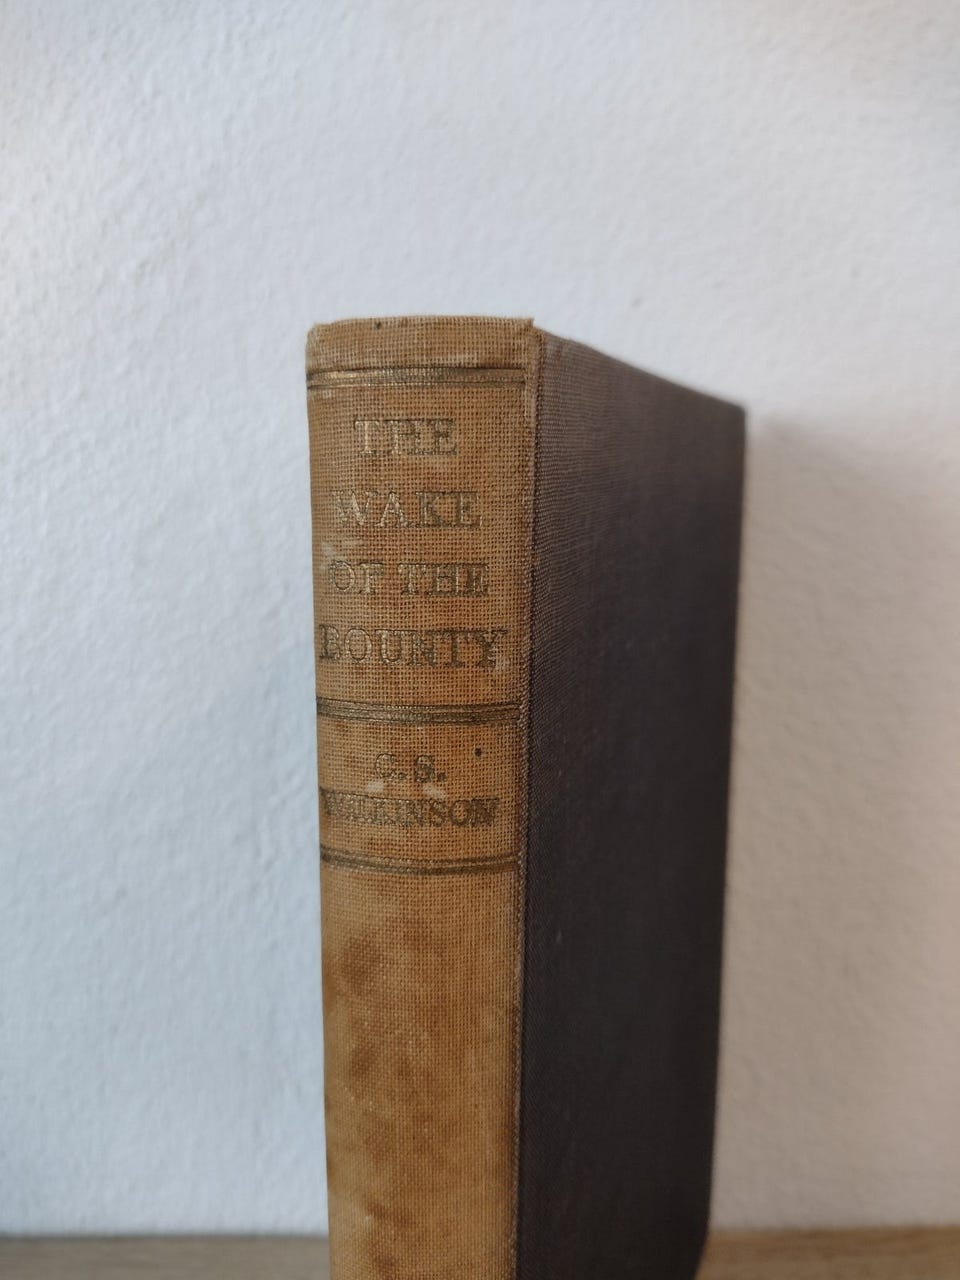 THE
WAKE
OF THE
BOUNTY
C. S.
WILKINSON